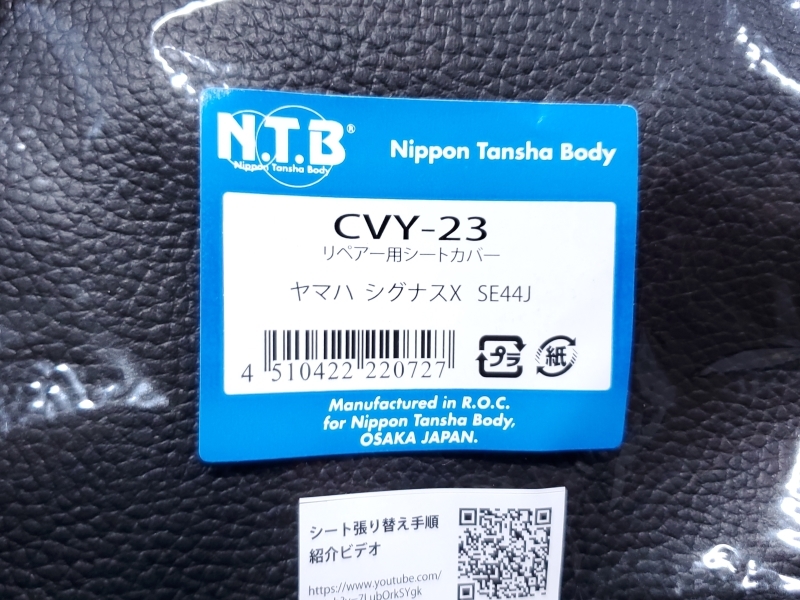 N.T.B®
Nippon Tansha Body
Nippon Tansha Body
CVY-23
リペアー用シートカバー
ヤマハ シグナスX SE44J
4 510422 220727
プラ
紙
Manufactured in R.O.C.
for Nippon Tansha Body,
OSAKA JAPAN.
シート張り替え手順
紹介ビデオ
https://www.youtube.com/